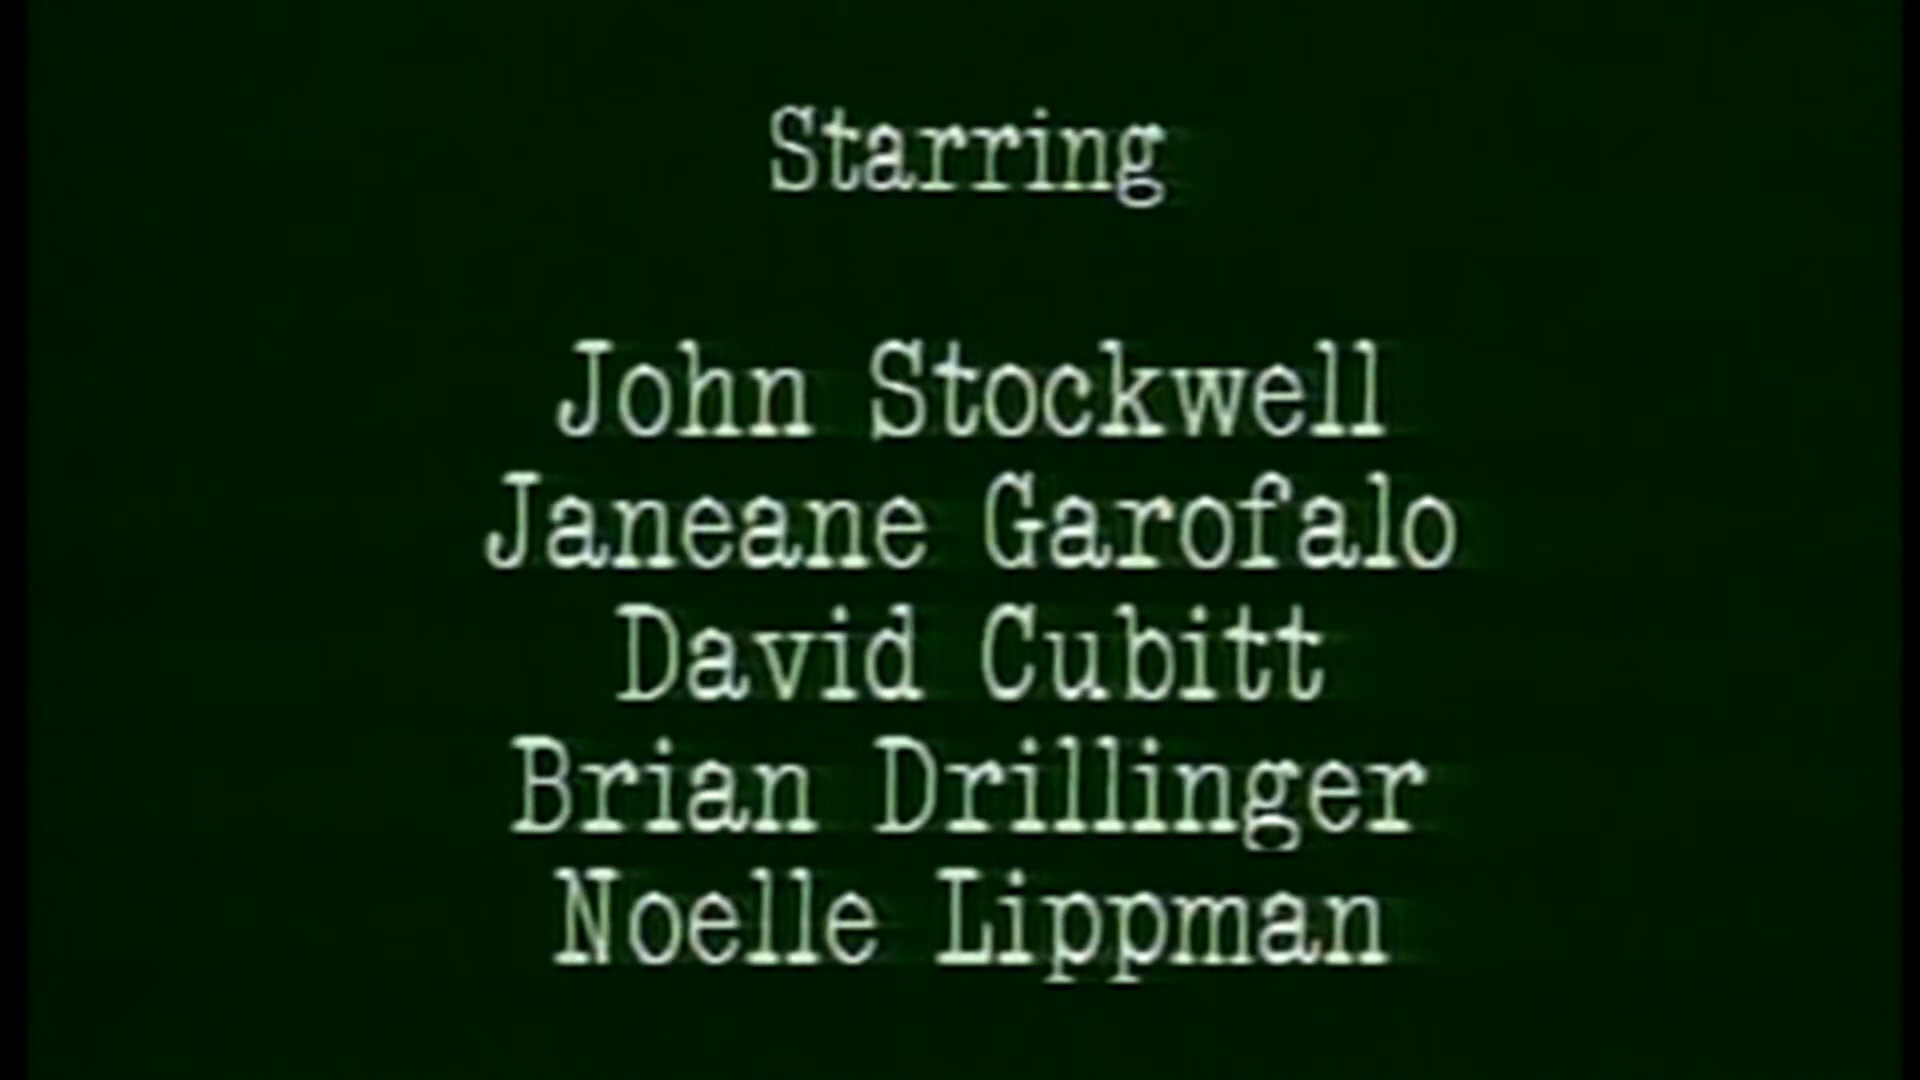 Starring
John Stockwell
Janeane Garofalo
David Cubitt
Brian Drillinger
Noelle Lippman